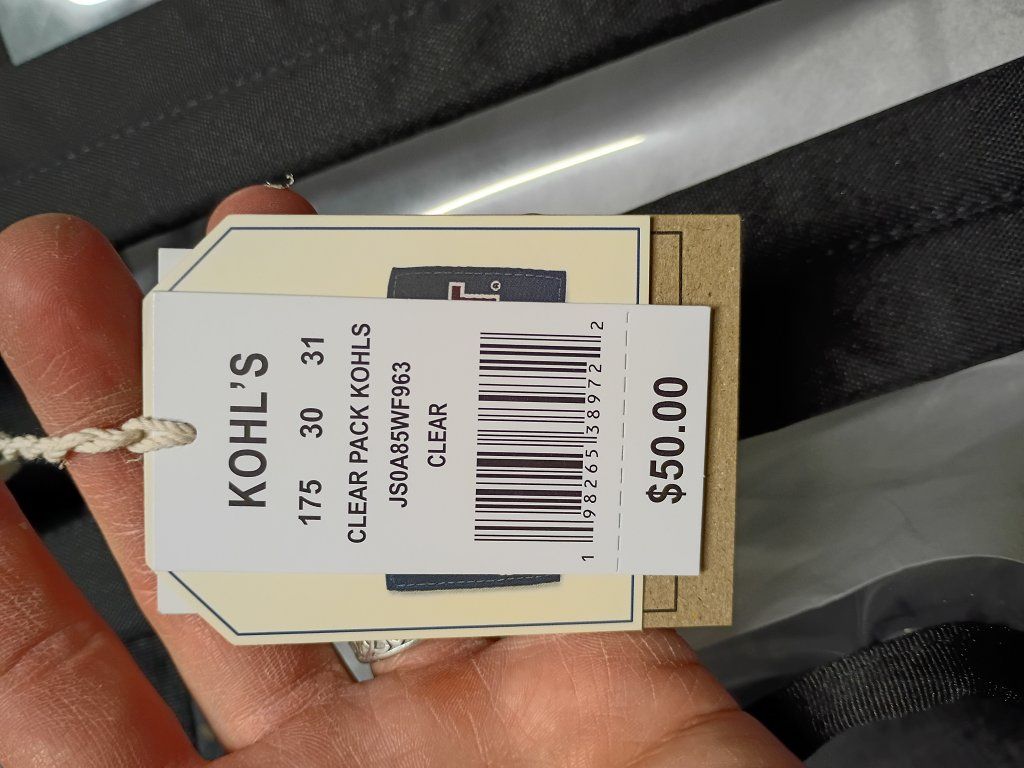 KOHL'S
175 30 31
CLEAR PACK KOHLS
JS0A85WF963
CLEAR
1 98265 38972 2
$50.00